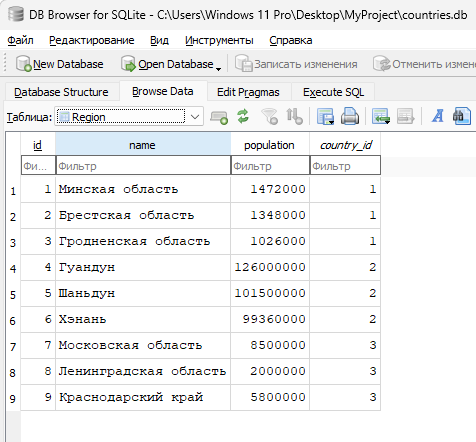 DB Browser for SQLite - C:\Users\Windows 11 Pro\Desktop\MyProject\countries.db
Файл Редактирование Вид Инструменты Справка
New Database Open Database Записать изменения Отменить измене
Database Structure Browse Data Edit Pragmas Execute SQL
Таблица: Region
id name population country_id
Фи... Фильтр Фильтр Фильтр
1 1 Минская область 1472000 1
2 2 Брестская область 1348000 1
3 3 Гродненская область 1026000 1
4 4 Гуандун 126000000 2
5 5 Шаньдун 101500000 2
6 6 Хэнань 99360000 2
7 7 Московская область 8500000 3
8 8 Ленинградская область 2000000 3
9 9 Краснодарский край 5800000 3